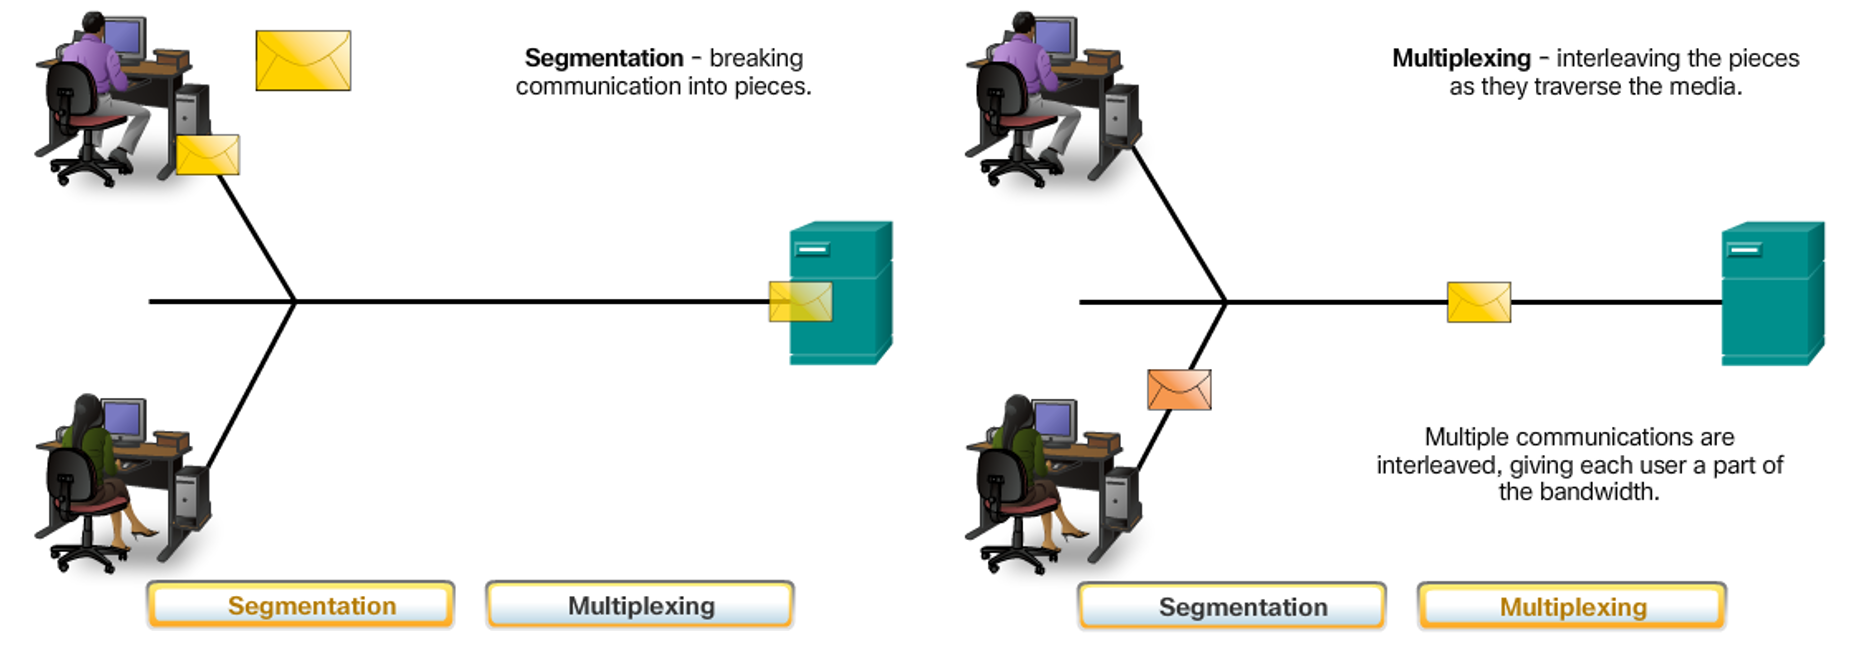 Segmentation - breaking
communication into pieces.
Segmentation
Multiplexing
Multiplexing - interleaving the pieces
as they traverse the media.
Multiple communications are
interleaved, giving each user a part of
the bandwidth.
Segmentation
Multiplexing